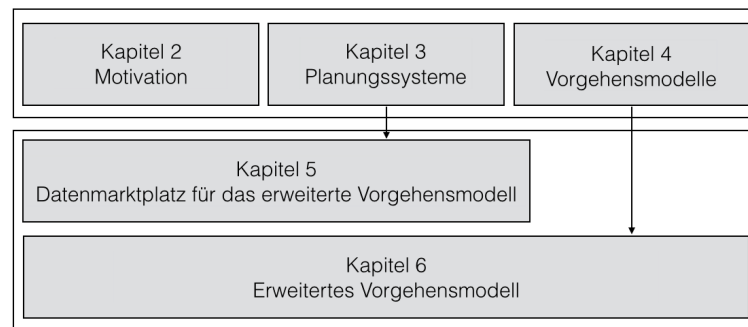 Kapitel 2
Motivation
Kapitel 3
Planungssysteme
Kapitel 4
Vorgehensmodelle
Kapitel 5
Datenmarktplatz für das erweiterte Vorgehensmodell
Kapitel 6
Erweitertes Vorgehensmodell